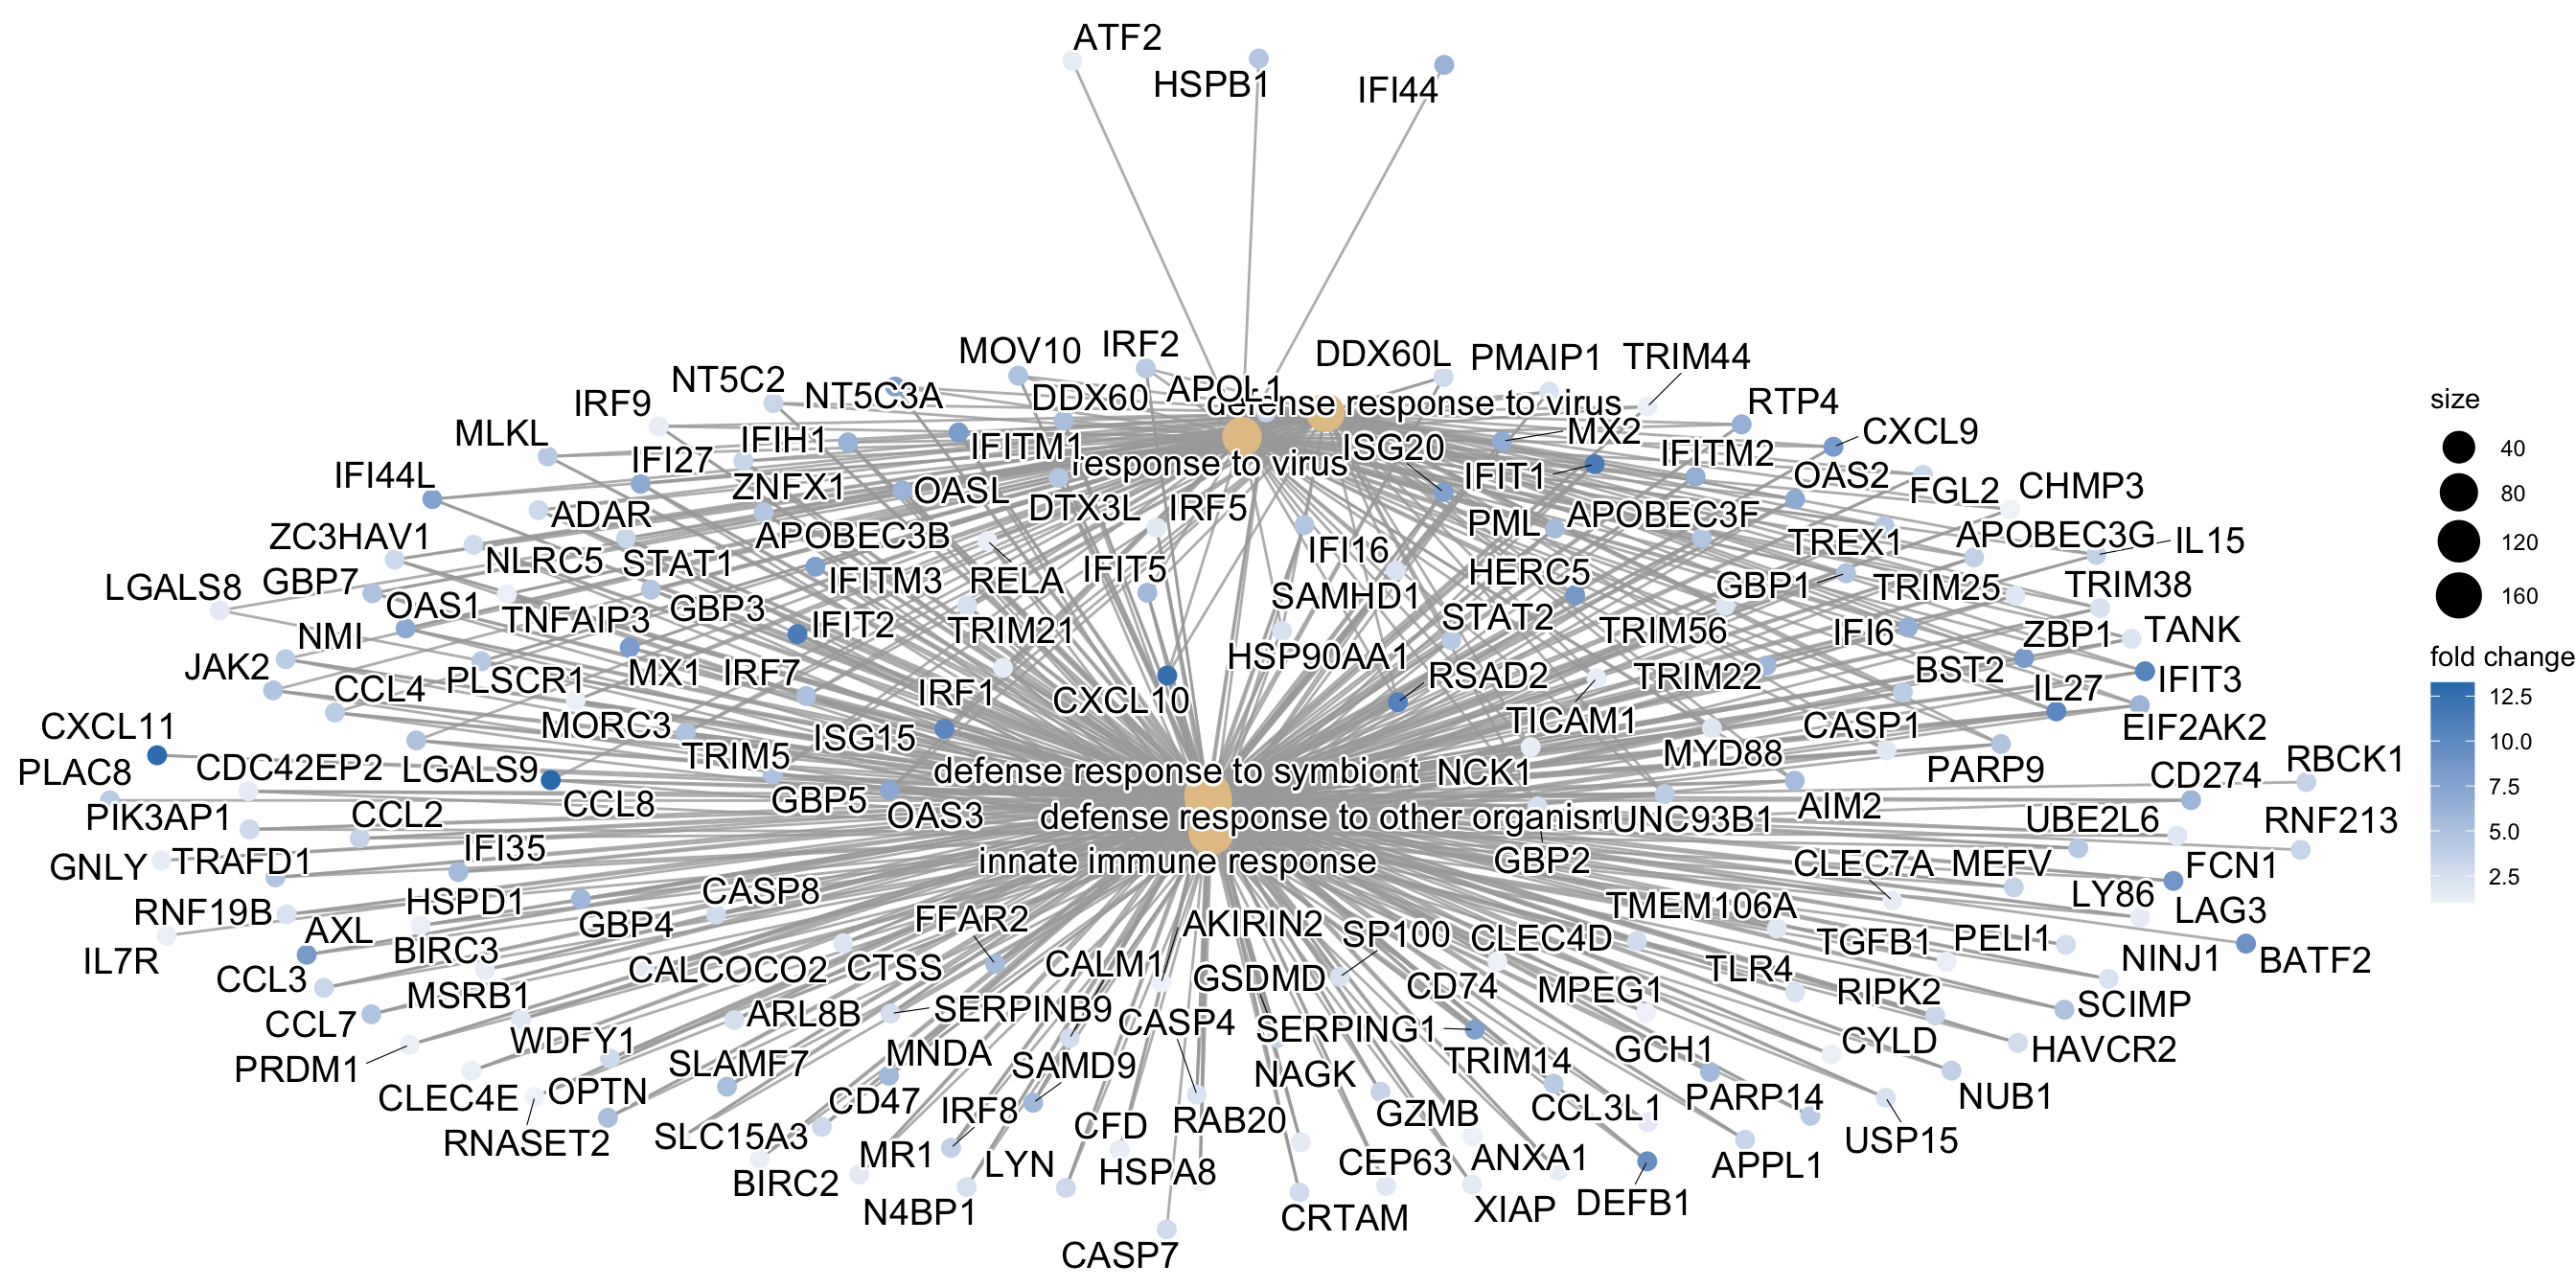 ATF2
HSPB1
IFI44
MOV10
IRF2
DDX60L
PMAIP1
TRIM44
NT5C2
NT5C3A
DDX60
APOL1
defense response to virus
RTP4
IRF9
MLKL
IFIH1
IFITM1
response to virus
ISG20
MX2
CXCL9
IFI44L
IFI27
ZNFX1
OASL
DTX3L
IRF5
IFIT1
IFITM2
OAS2
FGL2
CHMP3
ADAR
ZC3HAV1
NLRC5
STAT1
APOBEC3B
PML
APOBEC3F
TREX1
APOBEC3G
IL15
LGALS8
GBP7
OAS1
TNFAIP3
GBP3
IFITM3
RELA
IFIT5
IFI16
SAMHD1
HERC5
GBP1
TRIM25
TRIM38
NMI
IFIT2
TRIM21
STAT2
TRIM56
IFI6
ZBP1
TANK
JAK2
CCL4
PLSCR1
MX1
IRF7
IRF1
CXCL10
HSP90AA1
RSAD2
TRIM22
BST2
IL27
IFIT3
CXCL11
MORC3
TRIM5
ISG15
TICAM1
MYD88
CASP1
EIF2AK2
PLAC8
CDC42EP2
LGALS9
CCL8
GBP5
OAS3
defense response to symbiont
NCK1
PARP9
CD274
RBCK1
PIK3AP1
CCL2
defense response to other organism
UNC93B1
AIM2
UBE2L6
RNF213
GNLY
TRAFD1
IFI35
innate immune response
GBP2
CLEC7A
MEFV
FCN1
RNF19B
HSPD1
GBP4
CASP8
FFAR2
AKIRIN2
SP100
CLEC4D
TMEM106A
LY86
LAG3
IL7R
AXL
BIRC3
CALCOCO2
CTSS
CALM1
GSDMD
CD74
MPEG1
TLR4
TGFB1
PELI1
NINJ1
BATF2
CCL3
MSRB1
ARL8B
SERPINB9
CASP4
SERPING1
RIPK2
SCIMP
CCL7
WDFY1
SLAMF7
MNDA
SAMD9
NAGK
TRIM14
GCH1
CYLD
HAVCR2
PRDM1
CLEC4E
OPTN
CD47
IRF8
CFD
RAB20
GZMB
CCL3L1
PARP14
NUB1
RNASET2
SLC15A3
MR1
LYN
HSPA8
CEP63
ANXA1
APPL1
USP15
BIRC2
N4BP1
CRTAM
XIAP
DEFB1
CASP7
size
40
80
120
160
fold change
12.5
10.0
7.5
5.0
2.5